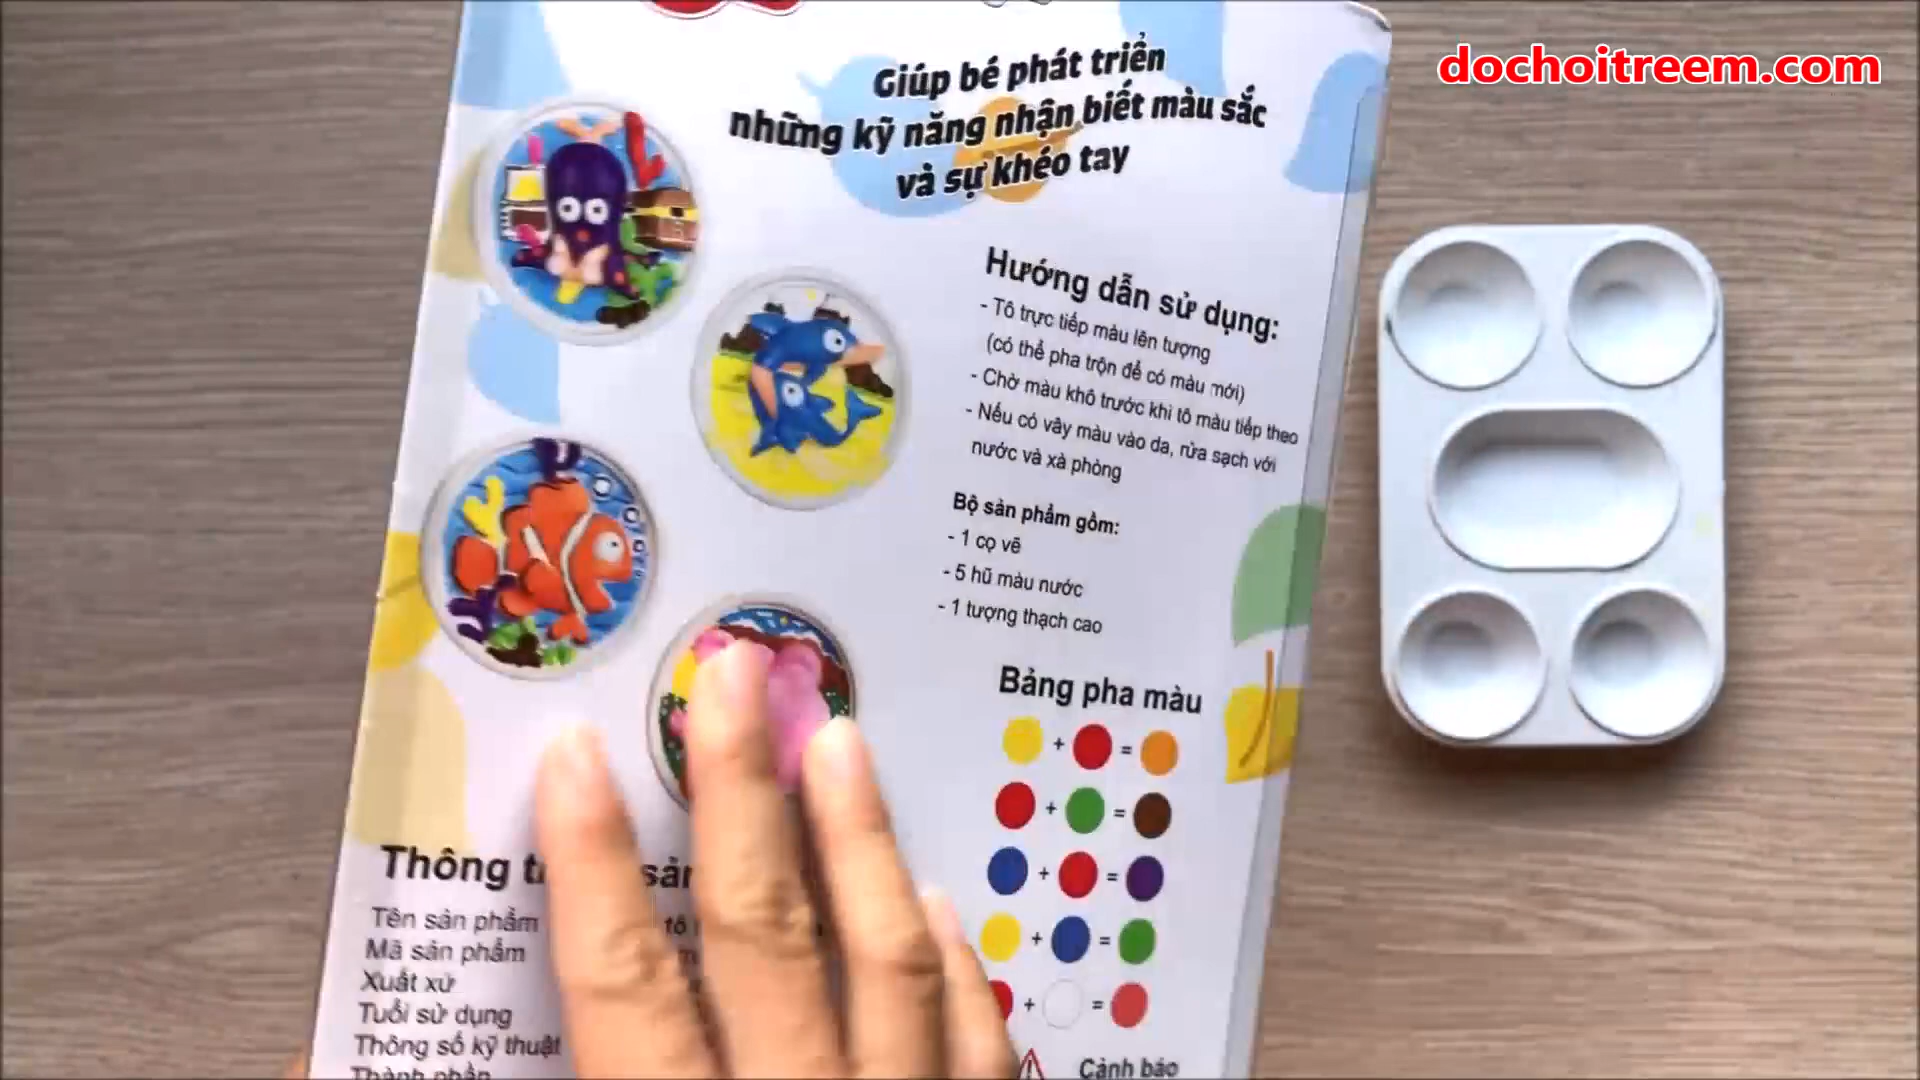 dochoitreem.com
Giúp bé phát triển
những kỹ năng nhận biết màu sắc
và sự khéo tay
Hướng dẫn sử dụng:
- Tô trực tiếp màu lên tượng
(có thể pha trộn để có màu mới)
- Chờ màu khô trước khi tô màu tiếp theo
- Nếu có vây màu vào da, rửa sạch với
nước và xà phòng
Bộ sản phẩm gồm:
- 1 cọ vẽ
- 5 hũ màu nước
- 1 tượng thạch cao
Bảng pha màu
+ =
+ =
+ =
+ =
+ =
Cảnh báo
Thông
Tên sản phẩm tô
Mã sản phẩm
Xuất xứ
Tuổi sử dụng
Thông số kỹ thuật
Thành phần